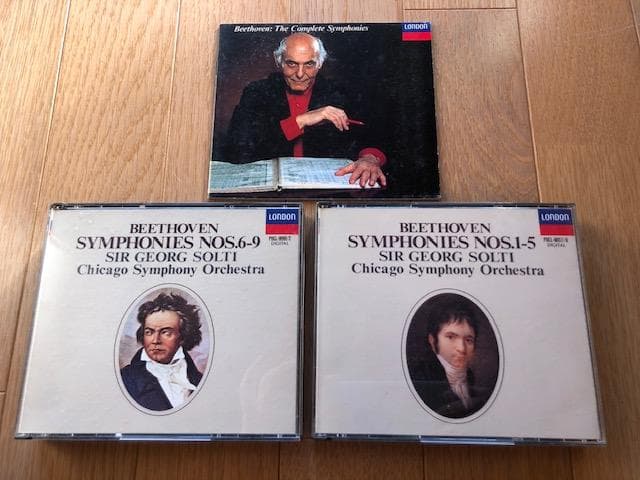 Beethoven: The Complete Symphonies
LONDON
BEETHOVEN
SYMPHONIES NOS.6-9
SIR GEORG SOLTI
Chicago Symphony Orchestra
LONDON
DIGITAL
BEETHOVEN
SYMPHONIES NOS.1-5
SIR GEORG SOLTI
Chicago Symphony Orchestra
LONDON
DIGITAL